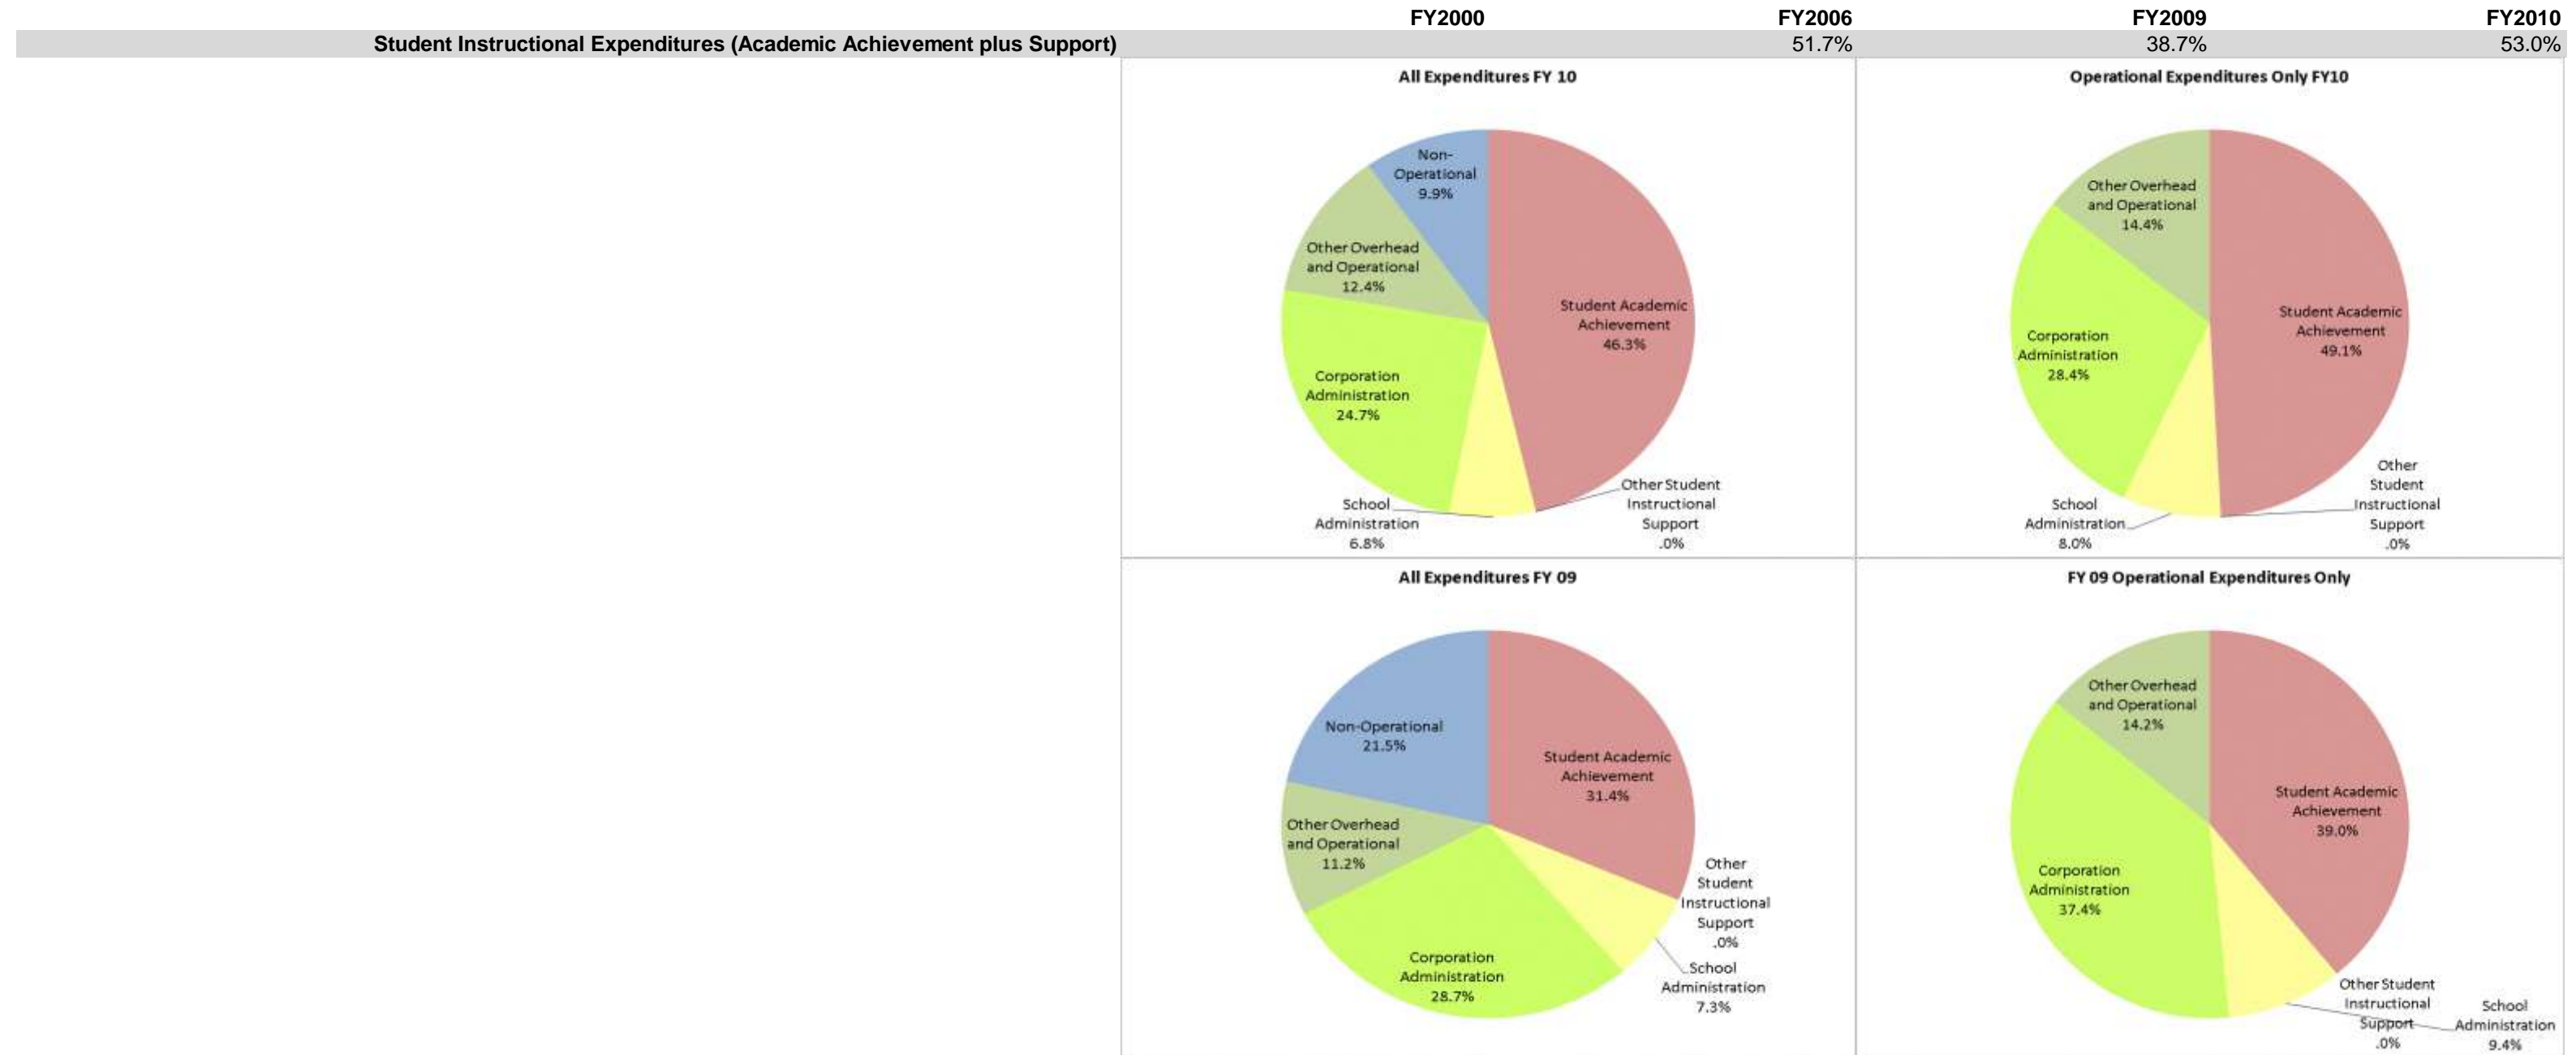 FY2000 FY2006 FY2009 FY2010
Student Instructional Expenditures (Academic Achievement plus Support) 51.7% 38.7% 53.0%
All Expenditures FY 10
Non-
Operational
9.9%
Other Overhead
and Operational
12.4%
Student Academic
Achievement
46.3%
Corporation
Administration
24.7%
School
Administration
6.8%
Other Student
Instructional
Support
.0%
Operational Expenditures Only FY10
Other Overhead
and Operational
14.4%
Student Academic
Achievement
49.1%
Corporation
Administration
28.4%
School
Administration
8.0%
Other
Student
Instructional
Support
.0%
All Expenditures FY 09
Non-Operational
21.5%
Student Academic
Achievement
31.4%
Other Overhead
and Operational
11.2%
Other
Student
Instructional
Support
.0%
Corporation
Administration
28.7%
School
Administration
7.3%
FY 09 Operational Expenditures Only
Other Overhead
and Operational
14.2%
Student Academic
Achievement
39.0%
Corporation
Administration
37.4%
Other Student
Instructional
Support
.0%
School
Administration
9.4%